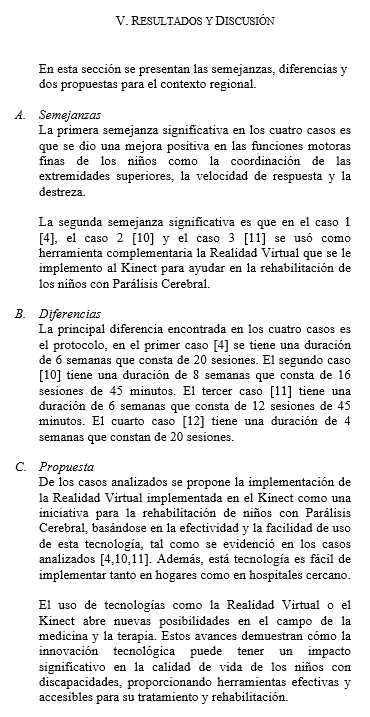 V. RESULTADOS Y DISCUSIÓN
En esta sección se presentan las semejanzas, diferencias y
dos propuestas para el contexto regional.
A. Semejanzas
La primera semejanza significativa en los cuatro casos es
que se dio una mejora positiva en las funciones motoras
finas de los niños como la coordinación de las
extremidades superiores, la velocidad de respuesta y la
destreza.
La segunda semejanza significativa es que en el caso 1
[4], el caso 2 [10] y el caso 3 [11] se usó como
herramienta complementaria la Realidad Virtual que se le
implemento al Kinect para ayudar en la rehabilitación de
los niños con Parálisis Cerebral.
B. Diferencias
La principal diferencia encontrada en los cuatro casos es
el protocolo, en el primer caso [4] se tiene una duración
de 6 semanas que consta de 20 sesiones. El segundo caso
[10] tiene una duración de 8 semanas que consta de 16
sesiones de 45 minutos. El tercer caso [11] tiene una
duración de 6 semanas que consta de 12 sesiones de 45
minutos. El cuarto caso [12] tiene una duración de 4
semanas que constan de 20 sesiones.
C. Propuesta
De los casos analizados se propone la implementación de
la Realidad Virtual implementada en el Kinect como una
iniciativa para la rehabilitación de niños con Parálisis
Cerebral, basándose en la efectividad y la facilidad de uso
de esta tecnología, tal como se evidenció en los casos
analizados [4,10,11]. Además, está tecnología es fácil de
implementar tanto en hogares como en hospitales cercano.
El uso de tecnologías como la Realidad Virtual o el
Kinect abre nuevas posibilidades en el campo de la
medicina y la terapia. Estos avances demuestran cómo la
innovación tecnológica puede tener un impacto
significativo en la calidad de vida de los niños con
discapacidades, proporcionando herramientas efectivas y
accesibles para su tratamiento y rehabilitación.